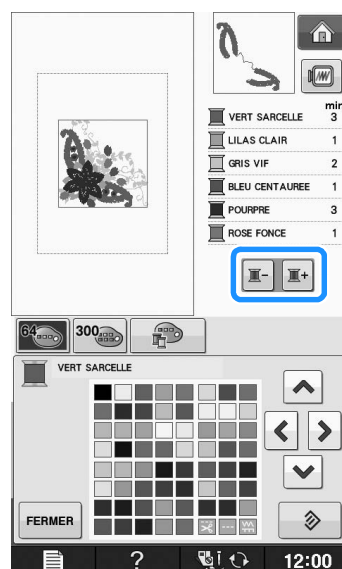 min
VERT SARCELLE 3
LILAS CLAIR 1
GRIS VIF 2
BLEU CENTAUREE 1
POURPRE 3
ROSE FONCE 1
- +
64 300
VERT SARCELLE
FERMER
? 12:00